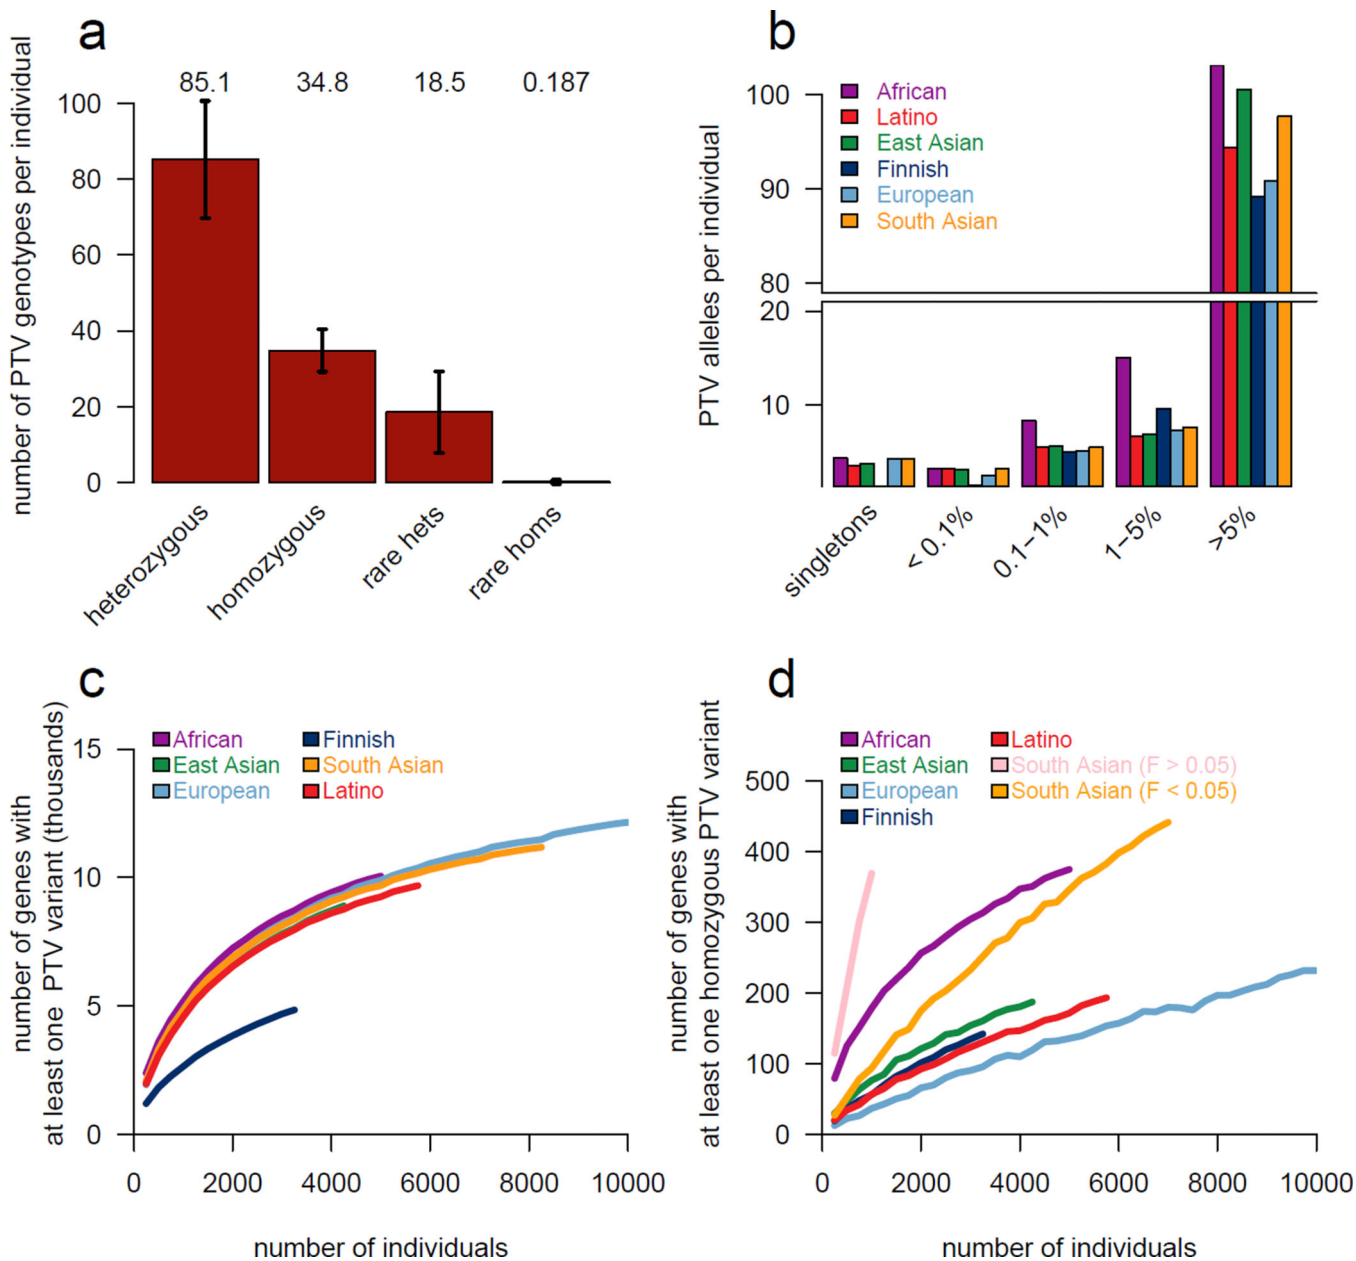 a
85.1 34.8 18.5 0.187
number of PTV genotypes per individual
100
80
60
40
20
0
heterozygous
homozygous
rare hets
rare homs
b
PTV alleles per individual
African
Latino
East Asian
Finnish
European
South Asian
100
90
80
20
10
singletons
< 0.1%
0.1−1%
1−5%
>5%
c
number of genes with
at least one PTV variant (thousands)
African
East Asian
European
Finnish
South Asian
Latino
15
10
5
0
0 2000 4000 6000 8000 10000
number of individuals
d
number of genes with
at least one homozygous PTV variant
African
East Asian
European
Finnish
Latino
South Asian (F > 0.05)
South Asian (F < 0.05)
500
400
300
200
100
0
0 2000 4000 6000 8000 10000
number of individuals